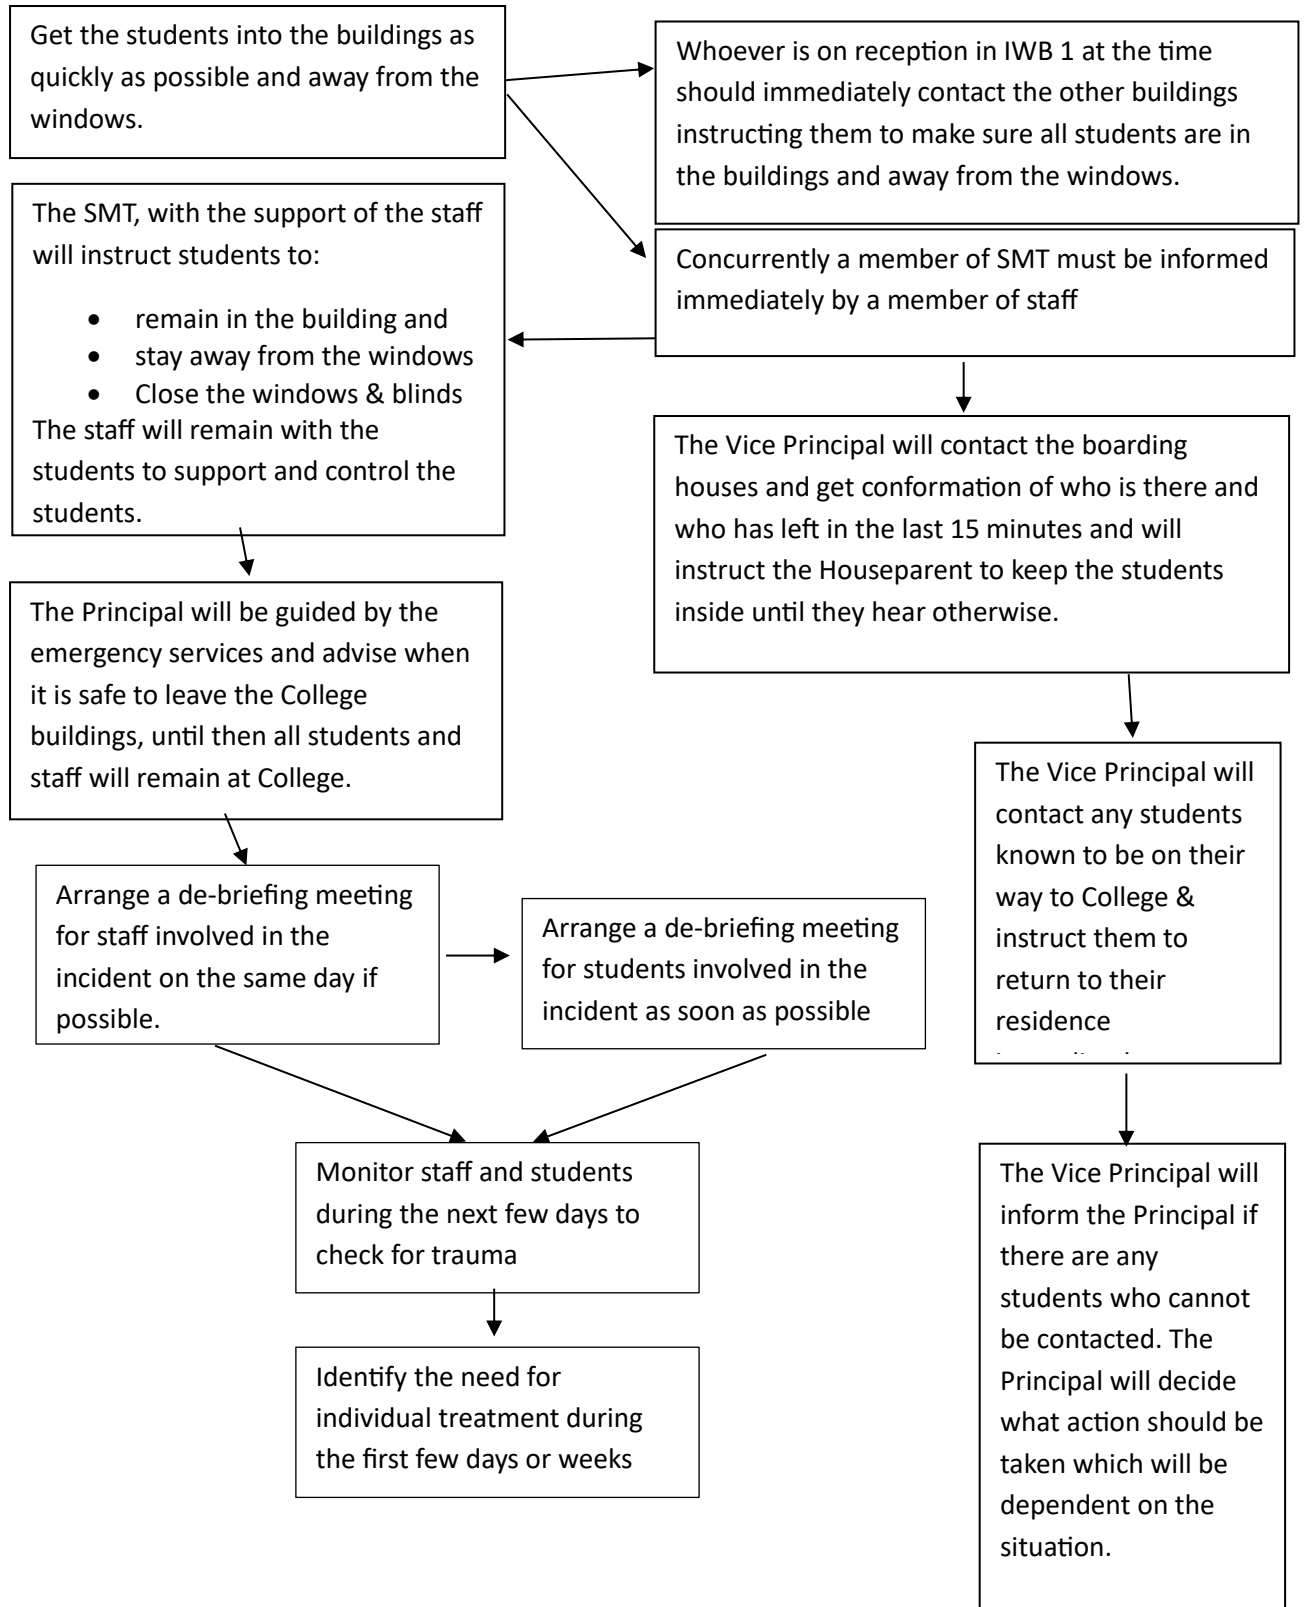 Get the students into the buildings as
quickly as possible and away from the
windows.
Whoever is on reception in IWB 1 at the time
should immediately contact the other buildings
instructing them to make sure all students are in
the buildings and away from the windows.
Concurrently a member of SMT must be informed
immediately by a member of staff
The SMT, with the support of the staff
will instruct students to:
• remain in the building and
• stay away from the windows
• Close the windows & blinds
The staff will remain with the
students to support and control the
students.
The Vice Principal will contact the boarding
houses and get conformation of who is there and
who has left in the last 15 minutes and will
instruct the Houseparent to keep the students
inside until they hear otherwise.
The Principal will be guided by the
emergency services and advise when
it is safe to leave the College
buildings, until then all students and
staff will remain at College.
The Vice Principal will
contact any students
known to be on their
way to College &
instruct them to
return to their
residence
Arrange a de-briefing meeting
for staff involved in the
incident on the same day if
possible.
Arrange a de-briefing meeting
for students involved in the
incident as soon as possible
Monitor staff and students
during the next few days to
check for trauma
Identify the need for
individual treatment during
the first few days or weeks
The Vice Principal will
inform the Principal if
there are any
students who cannot
be contacted. The
Principal will decide
what action should be
taken which will be
dependent on the
situation.